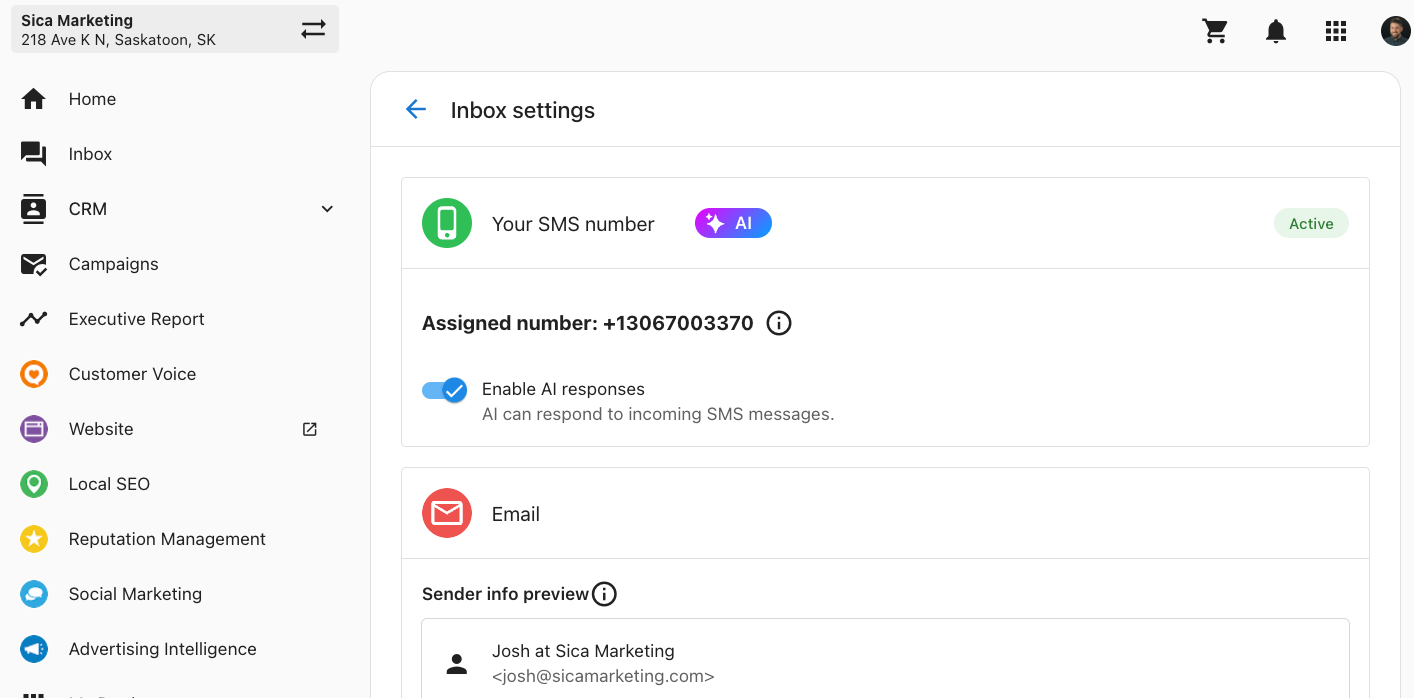 Sica Marketing
218 Ave K N, Saskatoon, SK
Home
Inbox
CRM
Campaigns
Executive Report
Customer Voice
Website
Local SEO
Reputation Management
Social Marketing
Advertising Intelligence
Inbox settings
Your SMS number AI Active
Assigned number: +13067003370
Enable AI responses
AI can respond to incoming SMS messages.
Email
Sender info preview
Josh at Sica Marketing
<josh@sicamarketing.com>